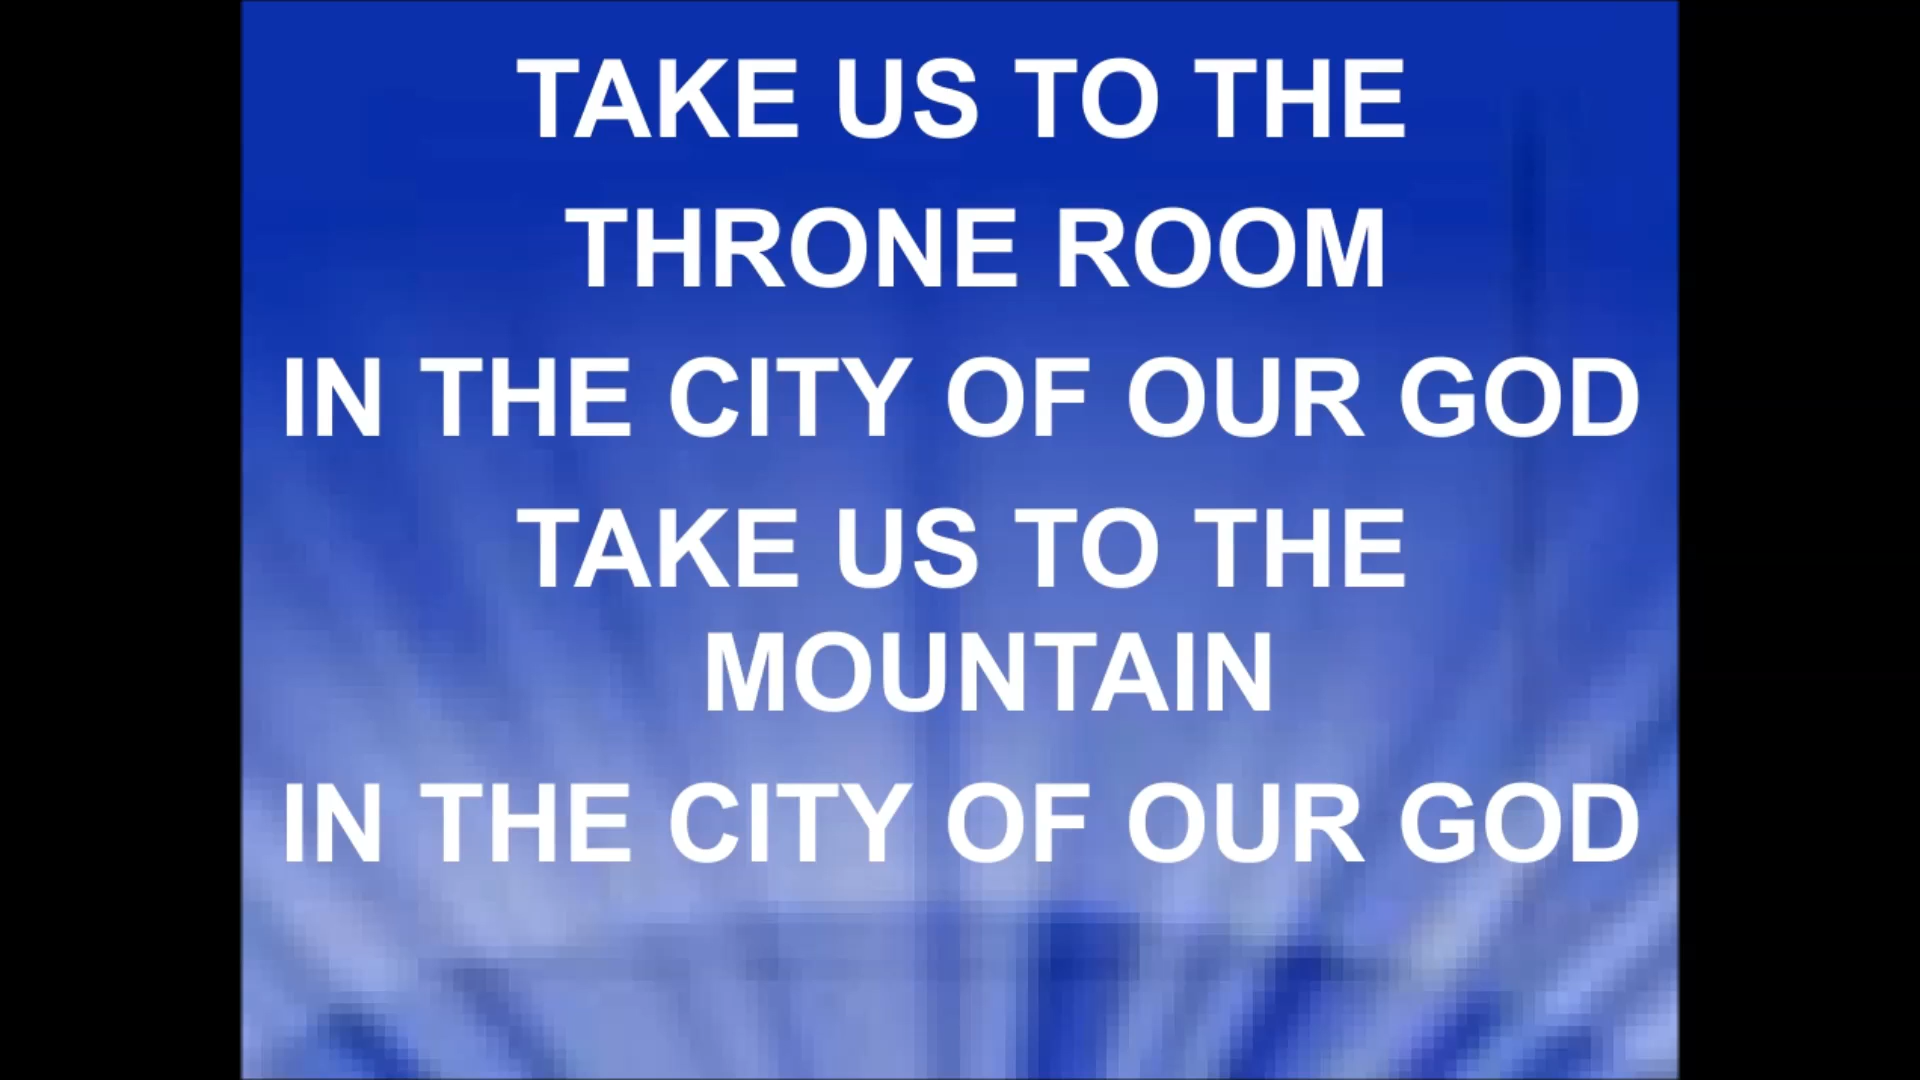 TAKE US TO THE
THRONE ROOM
IN THE CITY OF OUR GOD
TAKE US TO THE
MOUNTAIN
IN THE CITY OF OUR GOD